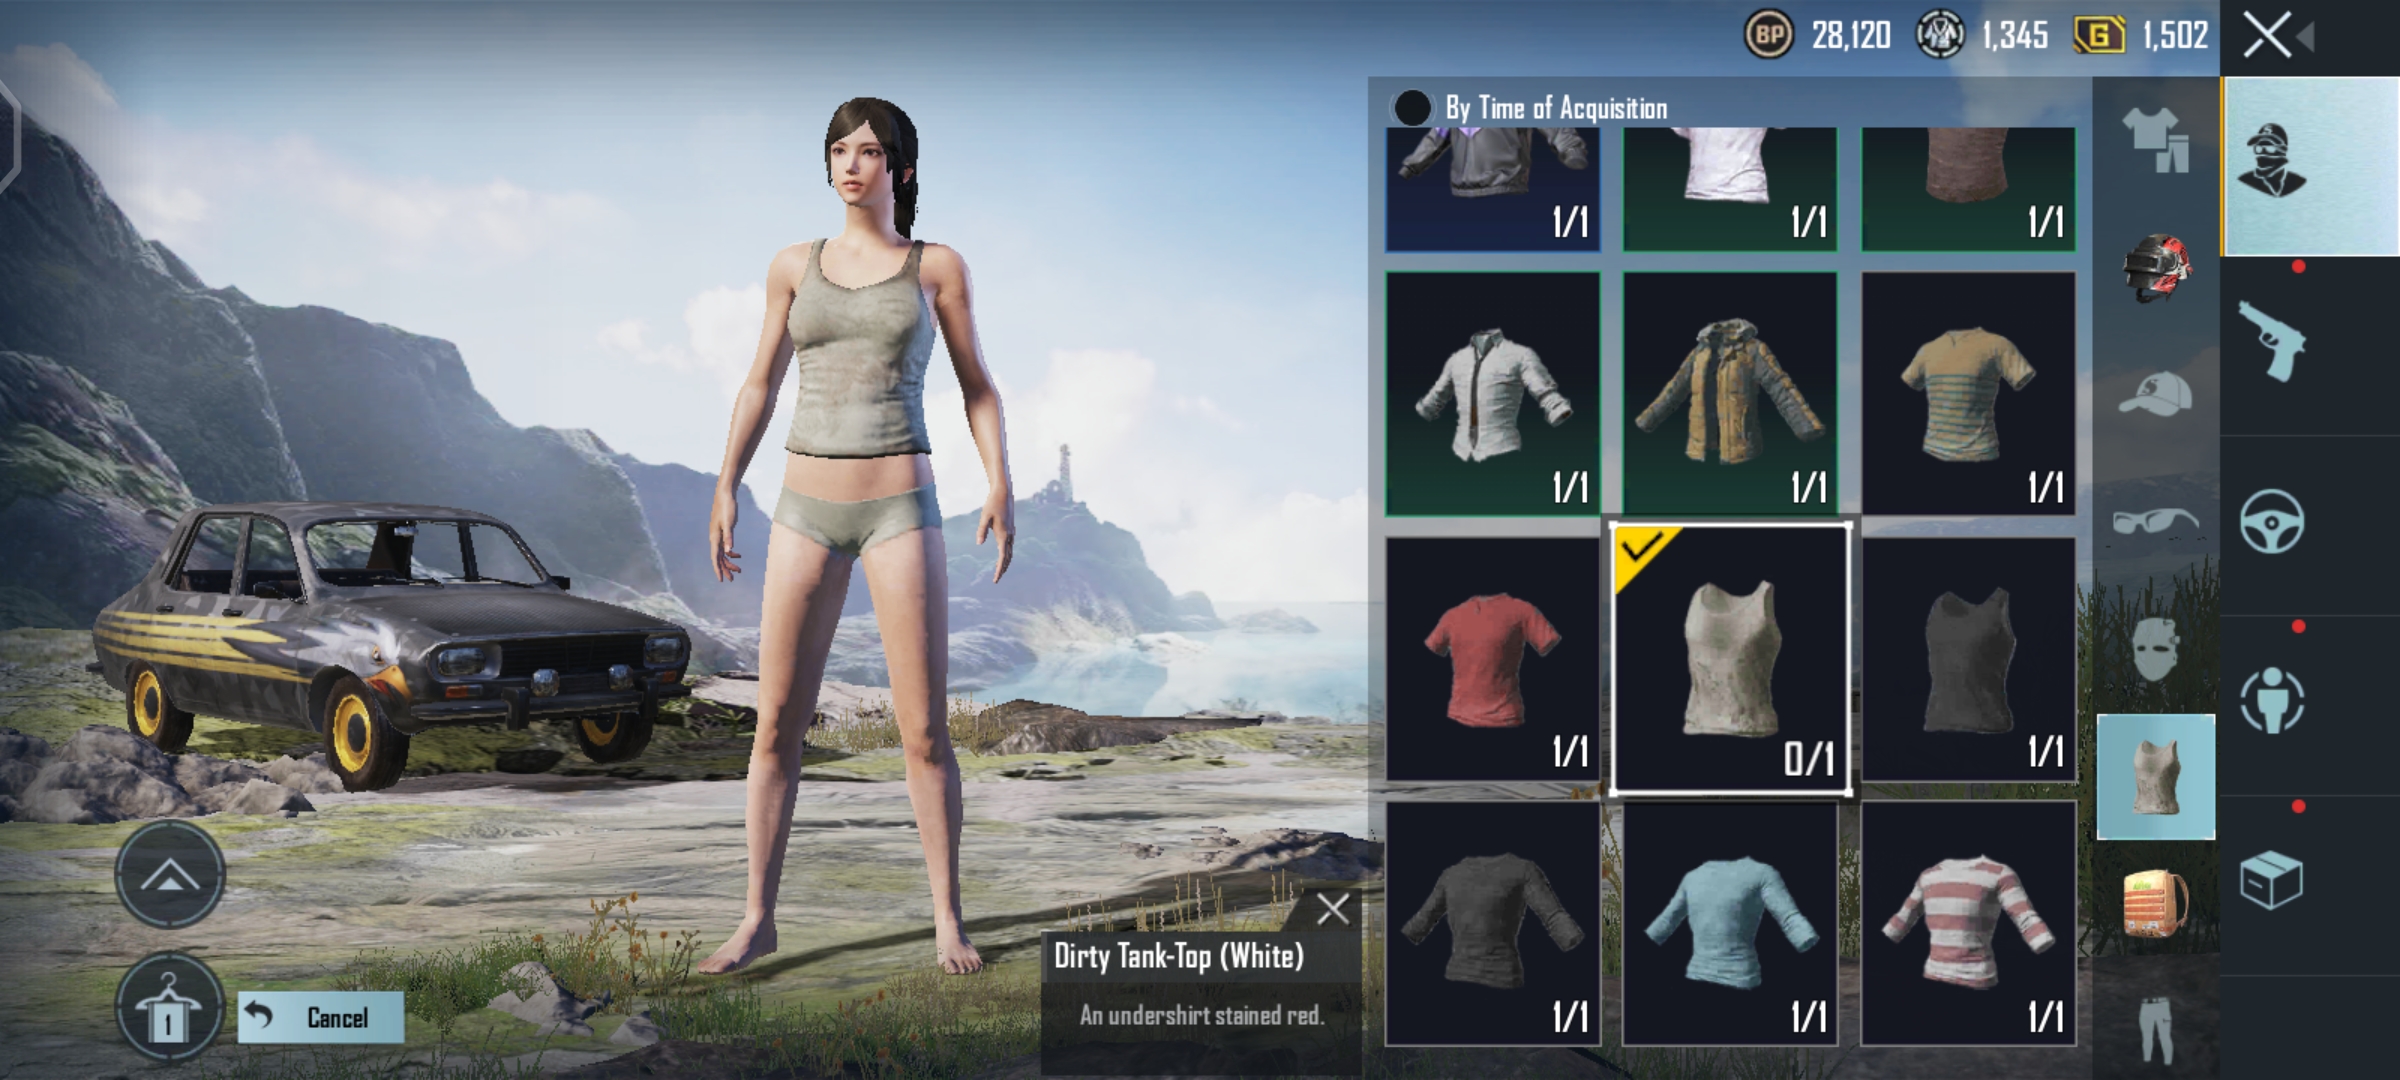 BP 28,120 1,345 G 1,502
By Time of Acquisition
1/1 1/1 1/1
1/1 1/1 1/1
1/1 0/1 1/1
1/1 1/1 1/1
Dirty Tank-Top (White)
An undershirt stained red.
1 Cancel